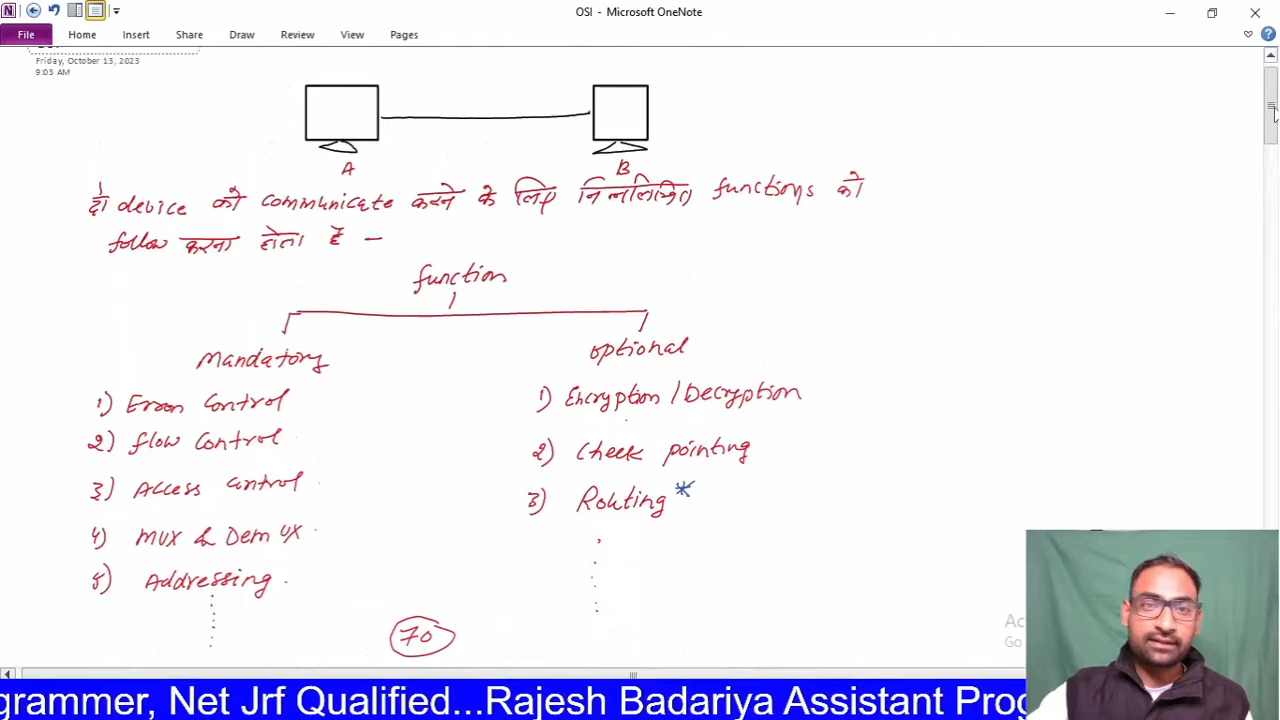 OSI - Microsoft OneNote
File Home Insert Share Draw Review View Pages
Friday, October 13, 2023
9:03 AM
A B
दो device को communicate करने के लिए निम्नलिखित functions को
follow करना होता है -
function
Mandatory
optional
1) Error Control
1) Encryption / Decryption
2) flow control
2) Check pointing
3) Access control
3) Routing *
4) MUX & DemUX
5) Addressing
70
Go
grammer, Net Jrf Qualified...Rajesh Badariya Assistant Prog